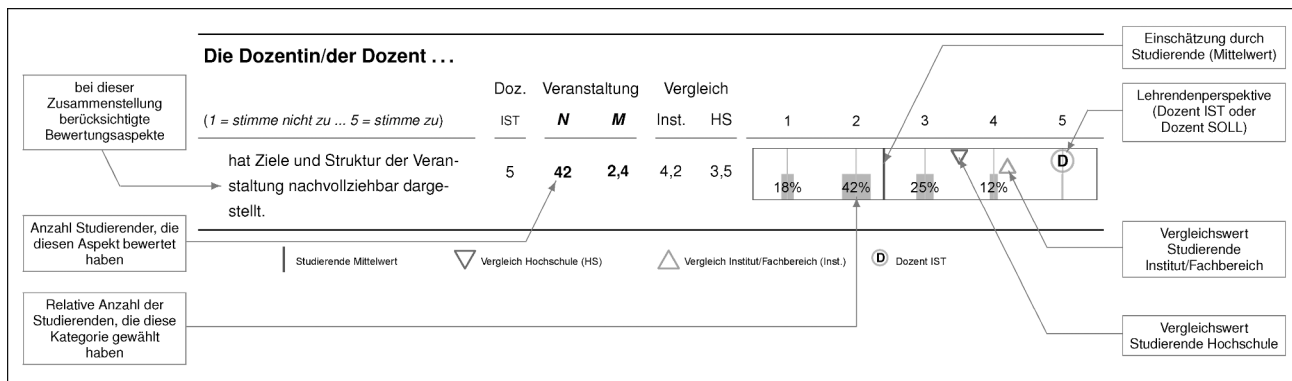 Die Dozentin/der Dozent . . .
Doz. Veranstaltung Vergleich
(1 = stimme nicht zu ... 5 = stimme zu) IST N M Inst. HS 1 2 3 4 5
hat Ziele und Struktur der Veran-
staltung nachvollziehbar darge-
stellt.
5 42 2,4 4,2 3,5
D
18% 42% 25% 12%
Studierende Mittelwert
Vergleich Hochschule (HS)
Vergleich Institut/Fachbereich (Inst.)
D Dozent IST
bei dieser
Zusammenstellung
berücksichtigte
Bewertungsaspekte
Anzahl Studierender, die
diesen Aspekt bewertet
haben
Relative Anzahl der
Studierenden, die diese
Kategorie gewählt
haben
Einschätzung durch
Studierende (Mittelwert)
Lehrendenperspektive
(Dozent IST oder
Dozent SOLL)
Vergleichswert
Studierende
Institut/Fachbereich
Vergleichswert
Studierende Hochschule